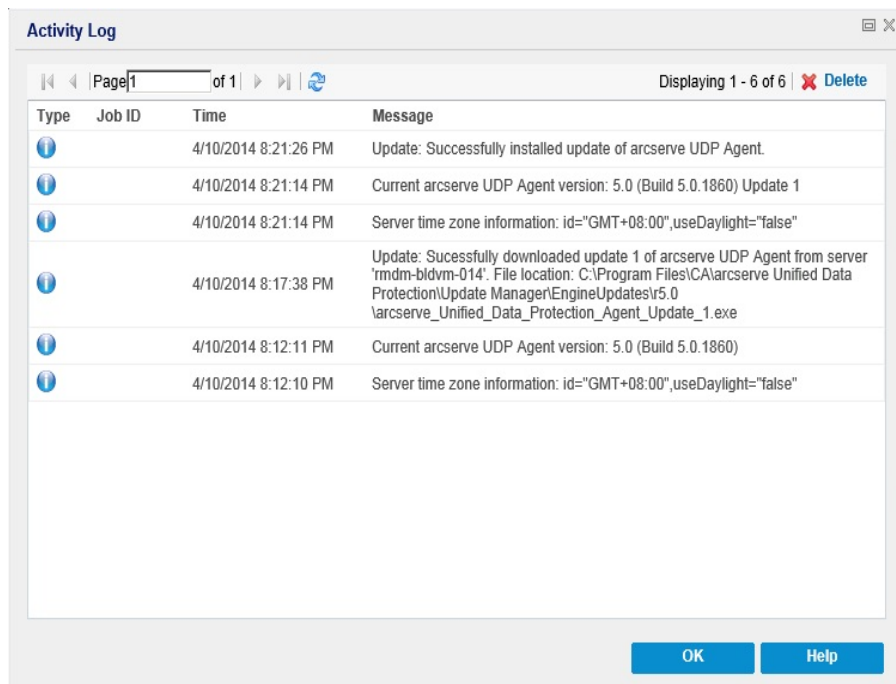 Activity Log
Page 1 of 1 Displaying 1 - 6 of 6 Delete
Type Job ID Time Message
4/10/2014 8:21:26 PM Update: Successfully installed update of arcserve UDP Agent.
4/10/2014 8:21:14 PM Current arcserve UDP Agent version: 5.0 (Build 5.0.1860) Update 1
4/10/2014 8:21:14 PM Server time zone information: id="GMT+08:00",useDaylight="false"
Update: Sucessfully downloaded update 1 of arcserve UDP Agent from server
'rmdm-bldvm-014'. File location: C:\Program Files\CA\arcserve Unified Data
4/10/2014 8:17:38 PM Protection\Update Manager\EngineUpdates\r5.0
\arcserve_Unified_Data_Protection_Agent_Update_1.exe
4/10/2014 8:12:11 PM Current arcserve UDP Agent version: 5.0 (Build 5.0.1860)
4/10/2014 8:12:10 PM Server time zone information: id="GMT+08:00",useDaylight="false"
OK Help